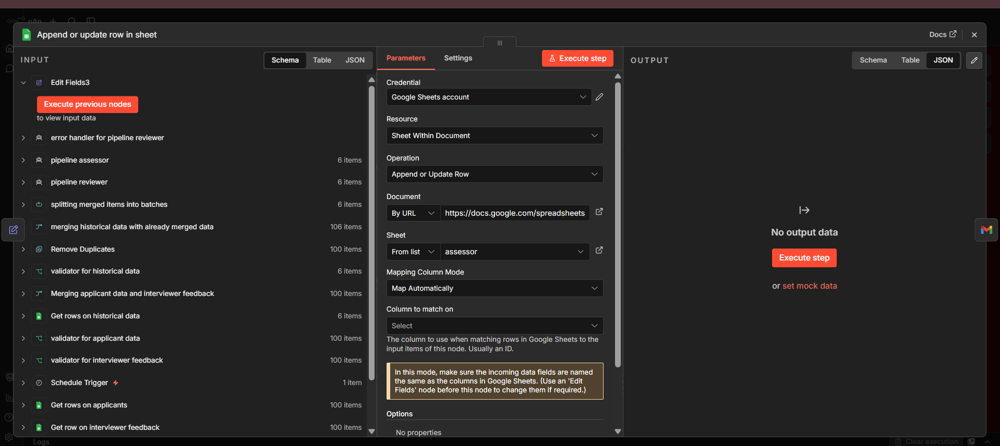 n8n
Append or update row in sheet
Docs
INPUT
Schema
Table
JSON
Edit Fields3
Execute previous nodes
to view input data
error handler for pipeline reviewer
pipeline assessor
6 items
pipeline reviewer
6 items
splitting merged items into batches
6 items
merging historical data with already merged data
106 items
Remove Duplicates
100 items
validator for historical data
6 items
Merging applicant data and interviewer feedback
100 items
Get rows on historical data
6 items
validator for applicant data
100 items
validator for interviewer feedback
100 items
Schedule Trigger
1 item
Get rows on applicants
100 items
Get row on interviewer feedback
100 items
Parameters
Settings
Execute step
Credential
Google Sheets account
Resource
Sheet Within Document
Operation
Append or Update Row
Document
By URL
https://docs.google.com/spreadsheets
Sheet
From list
assessor
Mapping Column Mode
Map Automatically
Column to match on
Select
The column to use when matching rows in Google Sheets to the
input items of this node. Usually an ID.
In this mode, make sure the incoming data fields are named
the same as the columns in Google Sheets. (Use an 'Edit
Fields' node before this node to change them if required.)
Options
No properties
OUTPUT
Schema
Table
JSON
No output data
Execute step
or set mock data
Logs
Clear execution